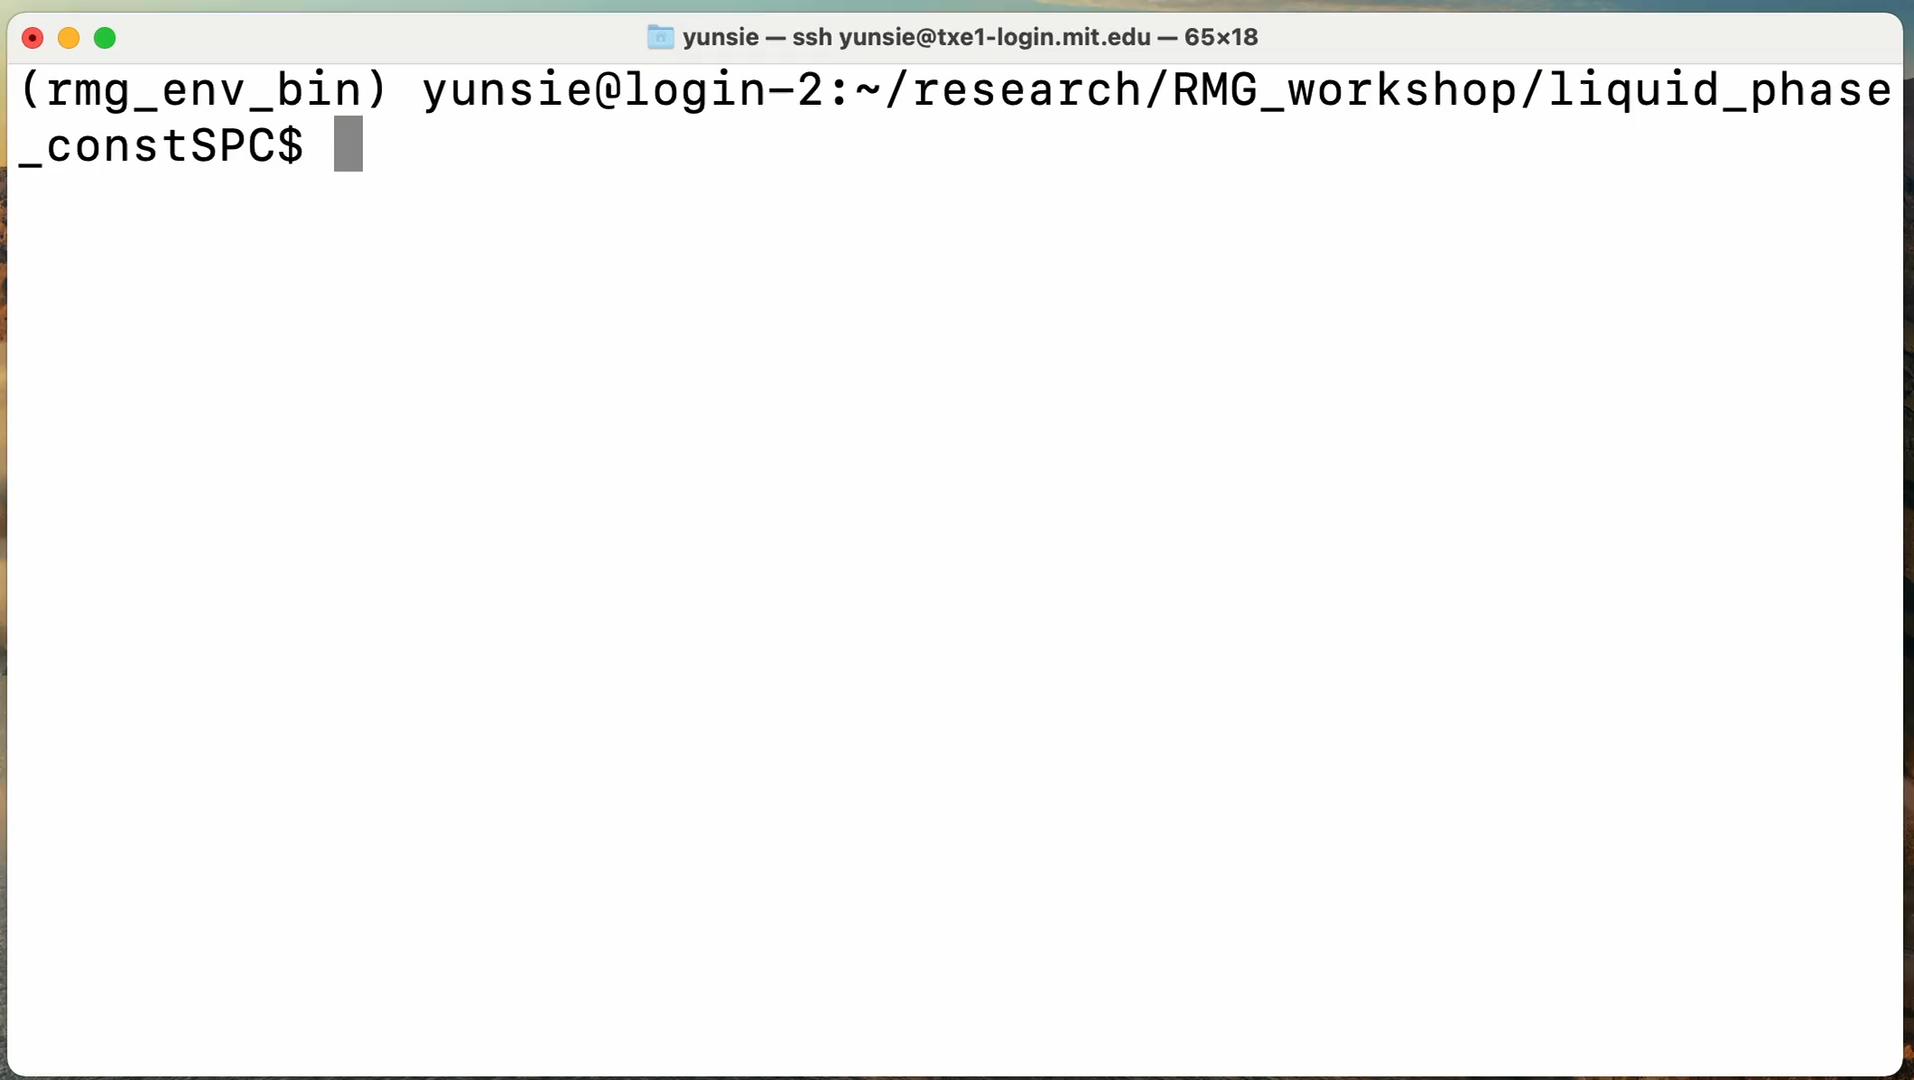 yunsie — ssh yunsie@txe1-login.mit.edu — 65×18
(rmg_env_bin) yunsie@login-2:~/research/RMG_workshop/liquid_phase
_constSPC$